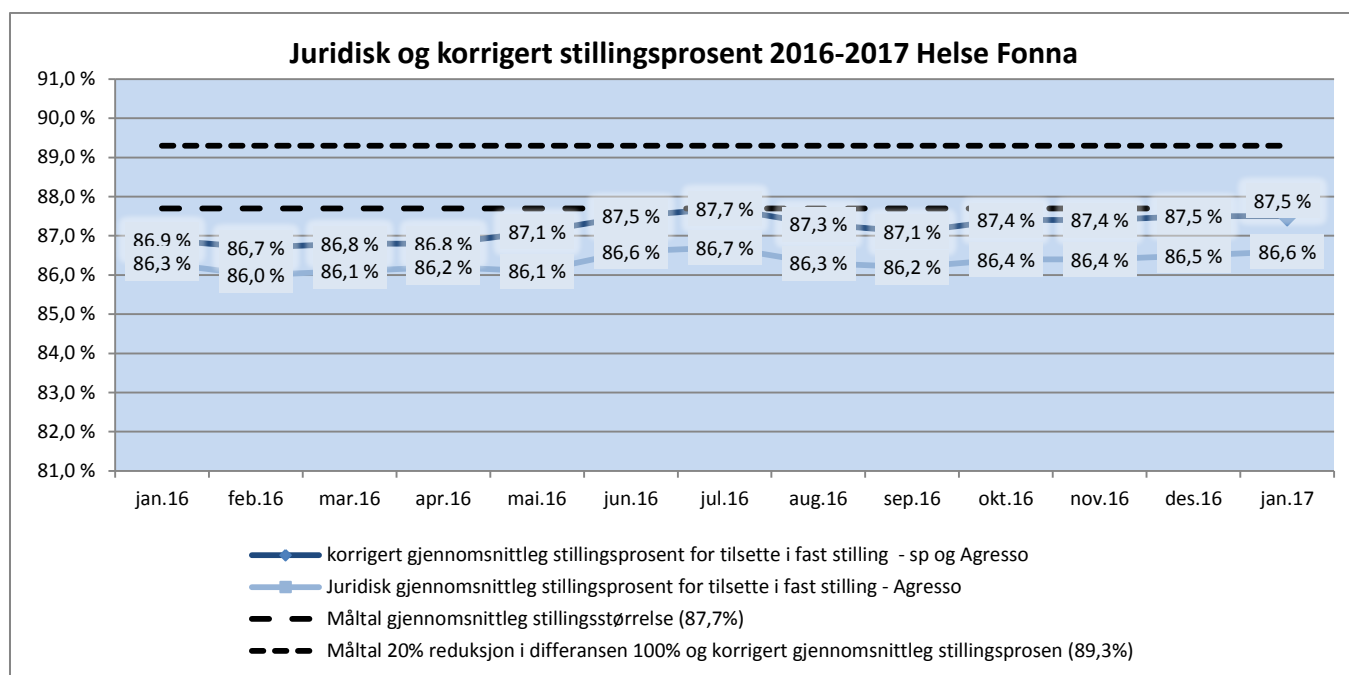 Juridisk og korrigert stillingsprosent 2016-2017 Helse Fonna
91,0 %
90,0 %
89,0 %
88,0 %
87,0 %
86,0 %
85,0 %
84,0 %
83,0 %
82,0 %
81,0 %
86,9 % 86,7 % 86,8 % 86,8 % 87,1 % 87,5 % 87,7 % 87,3 % 87,1 % 87,4 % 87,4 % 87,5 % 87,5 %
86,3 % 86,0 % 86,1 % 86,2 % 86,1 % 86,6 % 86,7 % 86,3 % 86,2 % 86,4 % 86,4 % 86,5 % 86,6 %
jan.16 feb.16 mar.16 apr.16 mai.16 jun.16 jul.16 aug.16 sep.16 okt.16 nov.16 des.16 jan.17
korrigert gjennomsnittleg stillingsprosent for tilsette i fast stilling - sp og Agresso
Juridisk gjennomsnittleg stillingsprosent for tilsette i fast stilling - Agresso
Måltal gjennomsnittleg stillingsstørrelse (87,7%)
Måltal 20% reduksjon i differansen 100% og korrigert gjennomsnittleg stillingsprosen (89,3%)